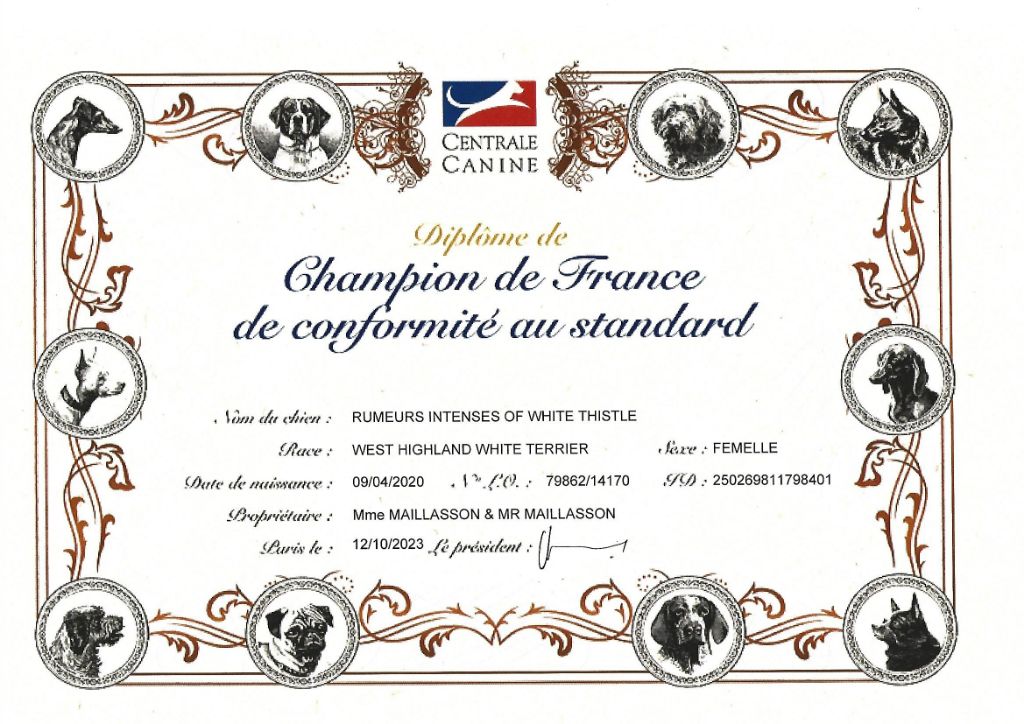 CENTRALE
CANINE
Diplôme de
Champion de France
de conformité au standard
Nom du chien : RUMEURS INTENSES OF WHITE THISTLE
Race : WEST HIGHLAND WHITE TERRIER Sexe : FEMELLE
Date de naissance : 09/04/2020 N° L.O. : 79862/14170 ID : 250269811798401
Propriétaire : Mme MAILLASSON & MR MAILLASSON
Paris le : 12/10/2023 Le président :